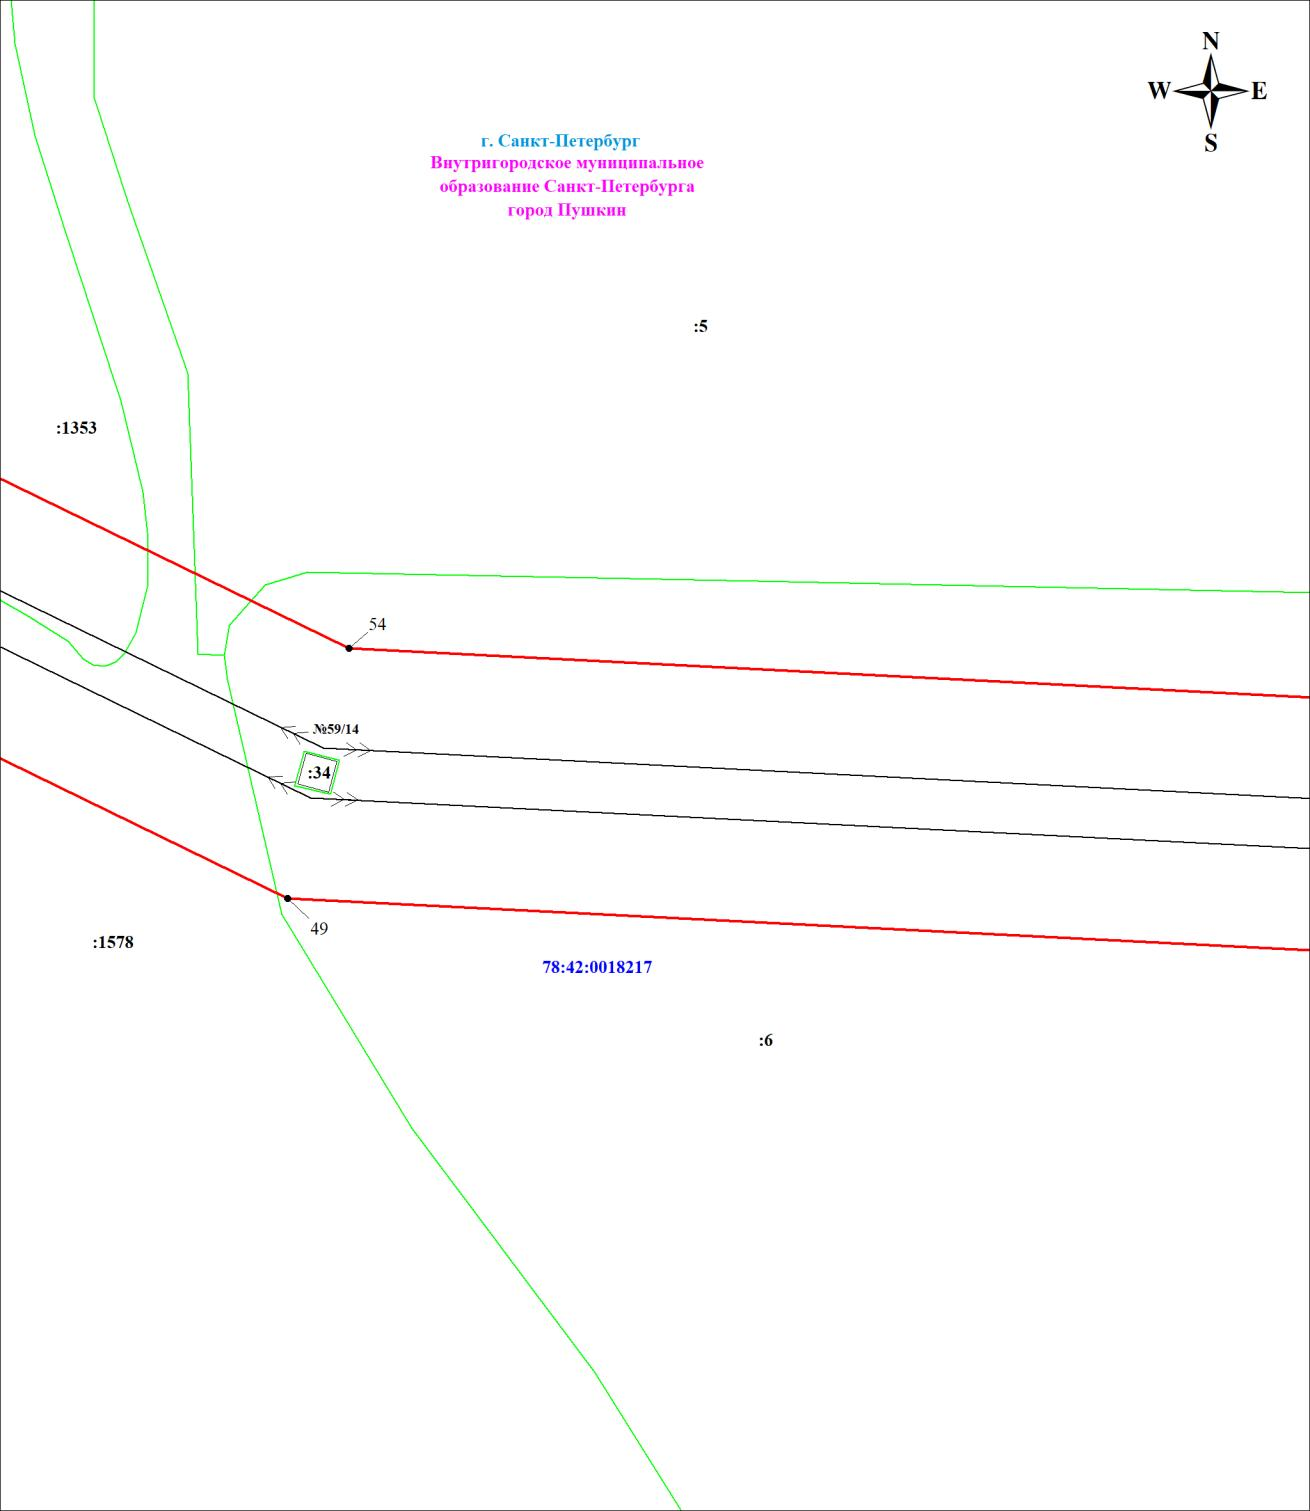 N
W E
S
г. Санкт-Петербург
Внутригородское муниципальное
образование Санкт-Петербурга
город Пушкин
:5
:1353
54
№59/14
:34
49
:1578
78:42:0018217
:6